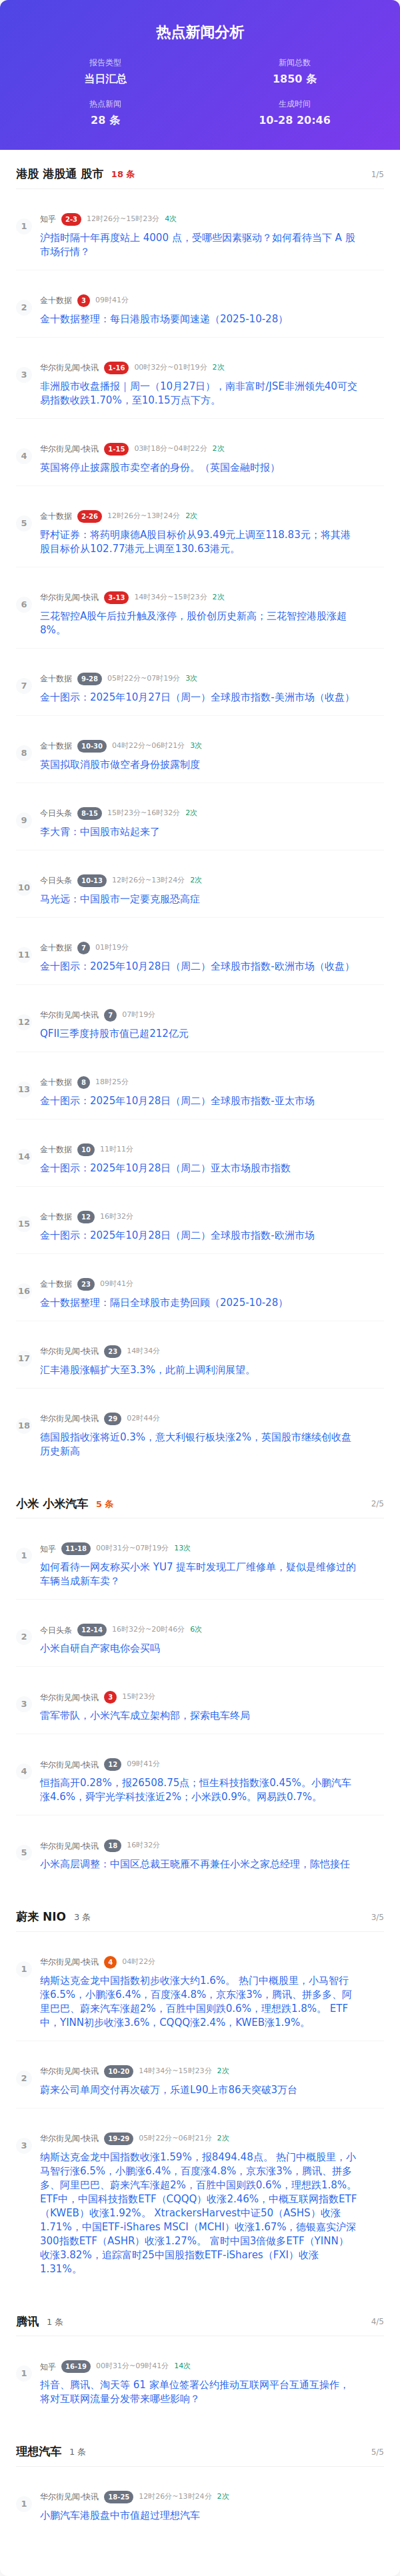 热点新闻分析
报告类型
新闻总数
当日汇总
1850 条
热点新闻
生成时间
28 条
10-28 20:46
港股 港股通 股市 18 条 1/5
1
知乎 2-3 12时26分~15时23分 4次
沪指时隔十年再度站上 4000 点，受哪些因素驱动？如何看待当下 A 股
市场行情？
2
金十数据 3 09时41分
金十数据整理：每日港股市场要闻速递（2025-10-28）
3
华尔街见闻-快讯 1-16 00时32分~01时19分 2次
非洲股市收盘播报｜周一（10月27日），南非富时/JSE非洲领先40可交
易指数收跌1.70%，至10.15万点下方。
4
华尔街见闻-快讯 1-15 03时18分~04时22分 2次
英国将停止披露股市卖空者的身份。（英国金融时报）
5
金十数据 2-26 12时26分~13时24分 2次
野村证券：将药明康德A股目标价从93.49元上调至118.83元；将其港
股目标价从102.77港元上调至130.63港元。
6
华尔街见闻-快讯 3-13 14时34分~15时23分 2次
三花智控A股午后拉升触及涨停，股价创历史新高；三花智控港股涨超
8%。
7
金十数据 9-28 05时22分~07时19分 3次
金十图示：2025年10月27日（周一）全球股市指数-美洲市场（收盘）
8
金十数据 10-30 04时22分~06时21分 3次
英国拟取消股市做空者身份披露制度
9
今日头条 8-15 15时23分~16时32分 2次
李大霄：中国股市站起来了
10
今日头条 10-13 12时26分~13时24分 2次
马光远：中国股市一定要克服恐高症
11
金十数据 7 01时19分
金十图示：2025年10月28日（周二）全球股市指数-欧洲市场（收盘）
12
华尔街见闻-快讯 7 07时19分
QFII三季度持股市值已超212亿元
13
金十数据 8 18时25分
金十图示：2025年10月28日（周二）全球股市指数-亚太市场
14
金十数据 10 11时11分
金十图示：2025年10月28日（周二）亚太市场股市指数
15
金十数据 12 16时32分
金十图示：2025年10月28日（周二）全球股市指数-欧洲市场
16
金十数据 23 09时41分
金十数据整理：隔日全球股市走势回顾（2025-10-28）
17
华尔街见闻-快讯 23 14时34分
汇丰港股涨幅扩大至3.3%，此前上调利润展望。
18
华尔街见闻-快讯 29 02时44分
德国股指收涨将近0.3%，意大利银行板块涨2%，英国股市继续创收盘
历史新高
小米 小米汽车 5 条 2/5
1
知乎 11-18 00时31分~07时19分 13次
如何看待一网友称买小米 YU7 提车时发现工厂维修单，疑似是维修过的
车辆当成新车卖？
2
今日头条 12-14 16时32分~20时46分 6次
小米自研自产家电你会买吗
3
华尔街见闻-快讯 3 15时23分
雷军带队，小米汽车成立架构部，探索电车终局
4
华尔街见闻-快讯 12 09时41分
恒指高开0.28%，报26508.75点；恒生科技指数涨0.45%。小鹏汽车
涨4.6%，舜宇光学科技涨近2%；小米跌0.9%。网易跌0.7%。
5
华尔街见闻-快讯 18 16时32分
小米高层调整：中国区总裁王晓雁不再兼任小米之家总经理，陈恺接任
蔚来 NIO 3 条 3/5
1
华尔街见闻-快讯 4 04时22分
纳斯达克金龙中国指数初步收涨大约1.6%。 热门中概股里，小马智行
涨6.5%，小鹏涨6.4%，百度涨4.8%，京东涨3%，腾讯、拼多多、阿
里巴巴、蔚来汽车涨超2%，百胜中国则跌0.6%，理想跌1.8%。 ETF
中，YINN初步收涨3.6%，CQQQ涨2.4%，KWEB涨1.9%。
2
华尔街见闻-快讯 10-20 14时34分~15时23分 2次
蔚来公司单周交付再次破万，乐道L90上市86天突破3万台
3
华尔街见闻-快讯 19-29 05时22分~06时21分 2次
纳斯达克金龙中国指数收涨1.59%，报8494.48点。 热门中概股里，小
马智行涨6.5%，小鹏涨6.4%，百度涨4.8%，京东涨3%，腾讯、拼多
多、阿里巴巴、蔚来汽车涨超2%，百胜中国则跌0.6%，理想跌1.8%。
ETF中，中国科技指数ETF（CQQQ）收涨2.46%，中概互联网指数ETF
（KWEB）收涨1.92%。 XtrackersHarvest中证50（ASHS）收涨
1.71%，中国ETF-iShares MSCI（MCHI）收涨1.67%，德银嘉实沪深
300指数ETF（ASHR）收涨1.27%。 富时中国3倍做多ETF（YINN）
收涨3.82%，追踪富时25中国股指数ETF-iShares（FXI）收涨
1.31%。
腾讯 1 条 4/5
1
知乎 16-19 00时31分~09时41分 14次
抖音、腾讯、淘天等 61 家单位签署公约推动互联网平台互通互操作，
将对互联网流量分发带来哪些影响？
理想汽车 1 条 5/5
1
华尔街见闻-快讯 18-25 12时26分~13时24分 2次
小鹏汽车港股盘中市值超过理想汽车